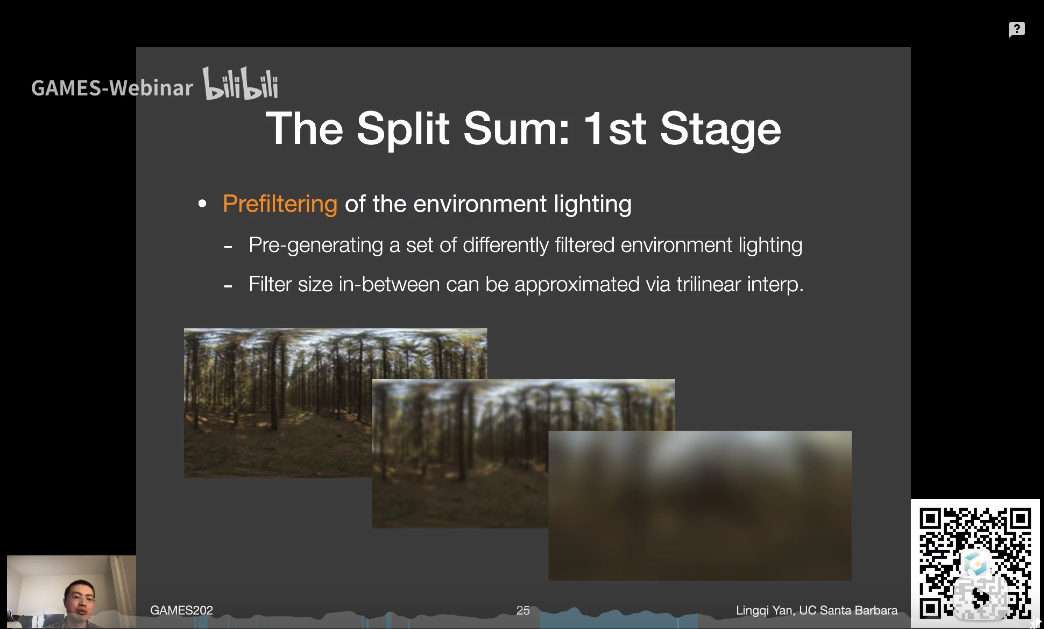 GAMES-Webinar bilibili
The Split Sum: 1st Stage
• Prefiltering of the environment lighting
- Pre-generating a set of differently filtered environment lighting
- Filter size in-between can be approximated via trilinear interp.
GAMES202
25
Lingqi Yan, UC Santa Barbara